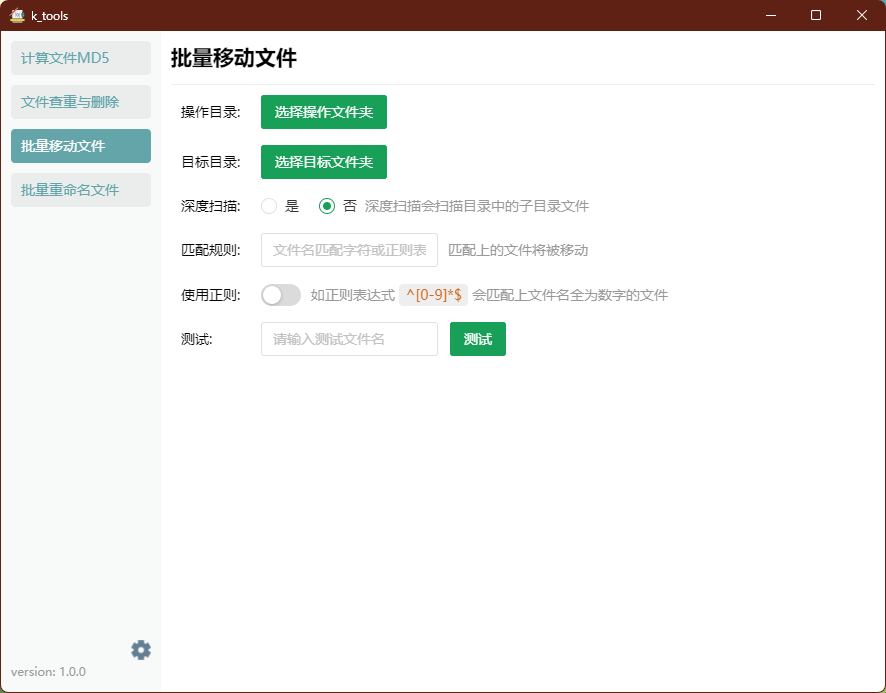 k_tools
计算文件MD5
文件查重与删除
批量移动文件
批量重命名文件
version: 1.0.0
批量移动文件
操作目录: 选择操作文件夹
目标目录: 选择目标文件夹
深度扫描: 是 否 深度扫描会扫描目录中的子目录文件
匹配规则: 文件名匹配字符或正则表 匹配上的文件将被移动
使用正则: 如正则表达式 ^[0-9]*$ 会匹配上文件名全为数字的文件
测试: 请输入测试文件名 测试